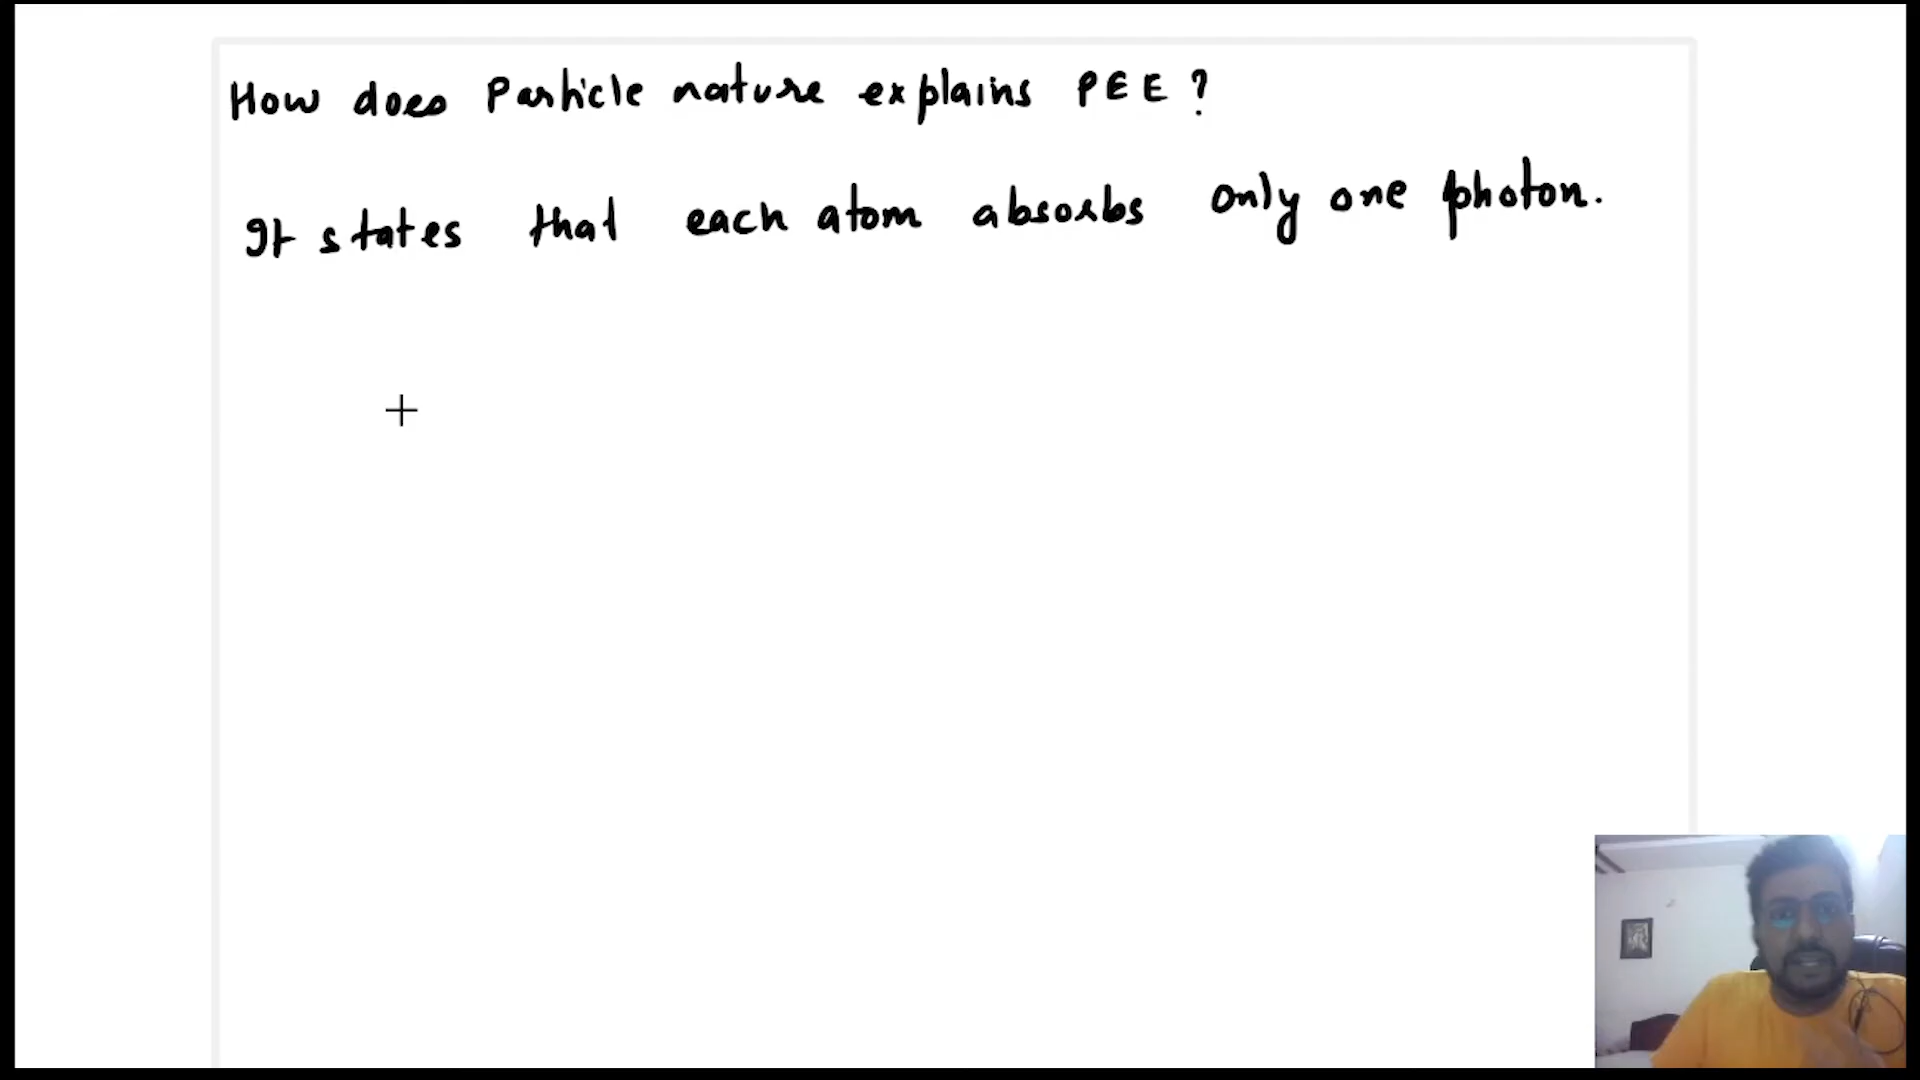 How does Particle nature explains PEE?
It states that each atom absorbs only one photon.